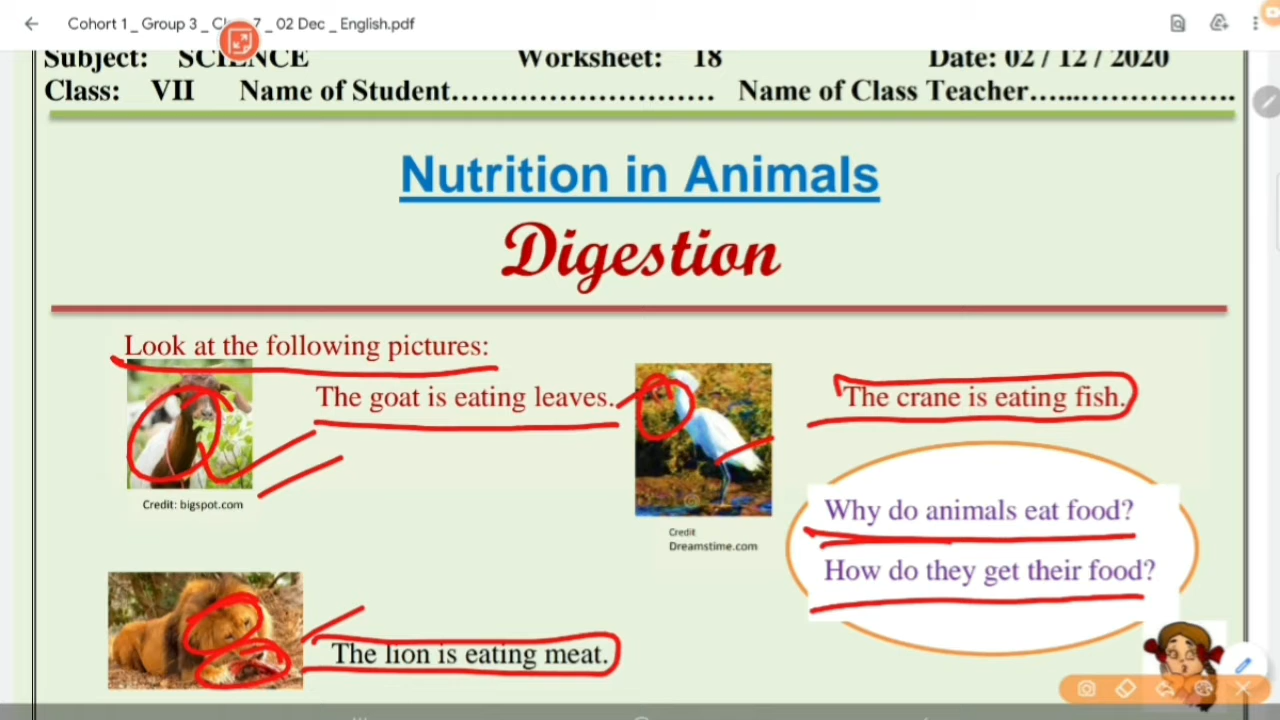 Cohort 1 _ Group 3 _ Class 7 _ 02 Dec _ English.pdf
Subject: SCIENCE Worksheet: 18 Date: 02 / 12 / 2020
Class: VII Name of Student……………………… Name of Class Teacher…...…………….
Nutrition in Animals
Digestion
Look at the following pictures:
The goat is eating leaves.
The crane is eating fish.
Credit: bigspot.com
Credit
Dreamstime.com
Why do animals eat food?
How do they get their food?
The lion is eating meat.